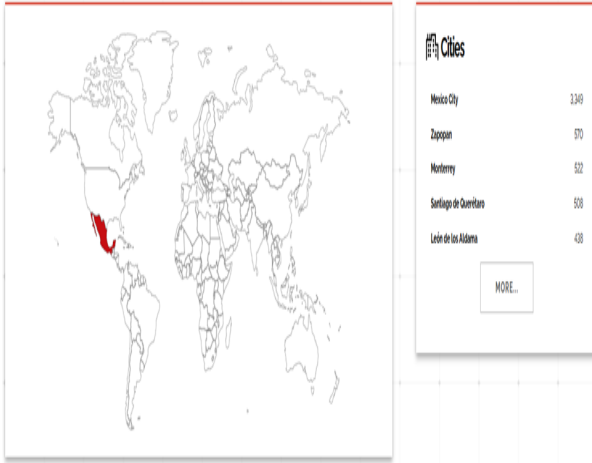 Cities
Mexico City 3,349
Zapopan 570
Monterrey 522
Santiago de Querétaro 508
León de los Aldama 438
MORE...